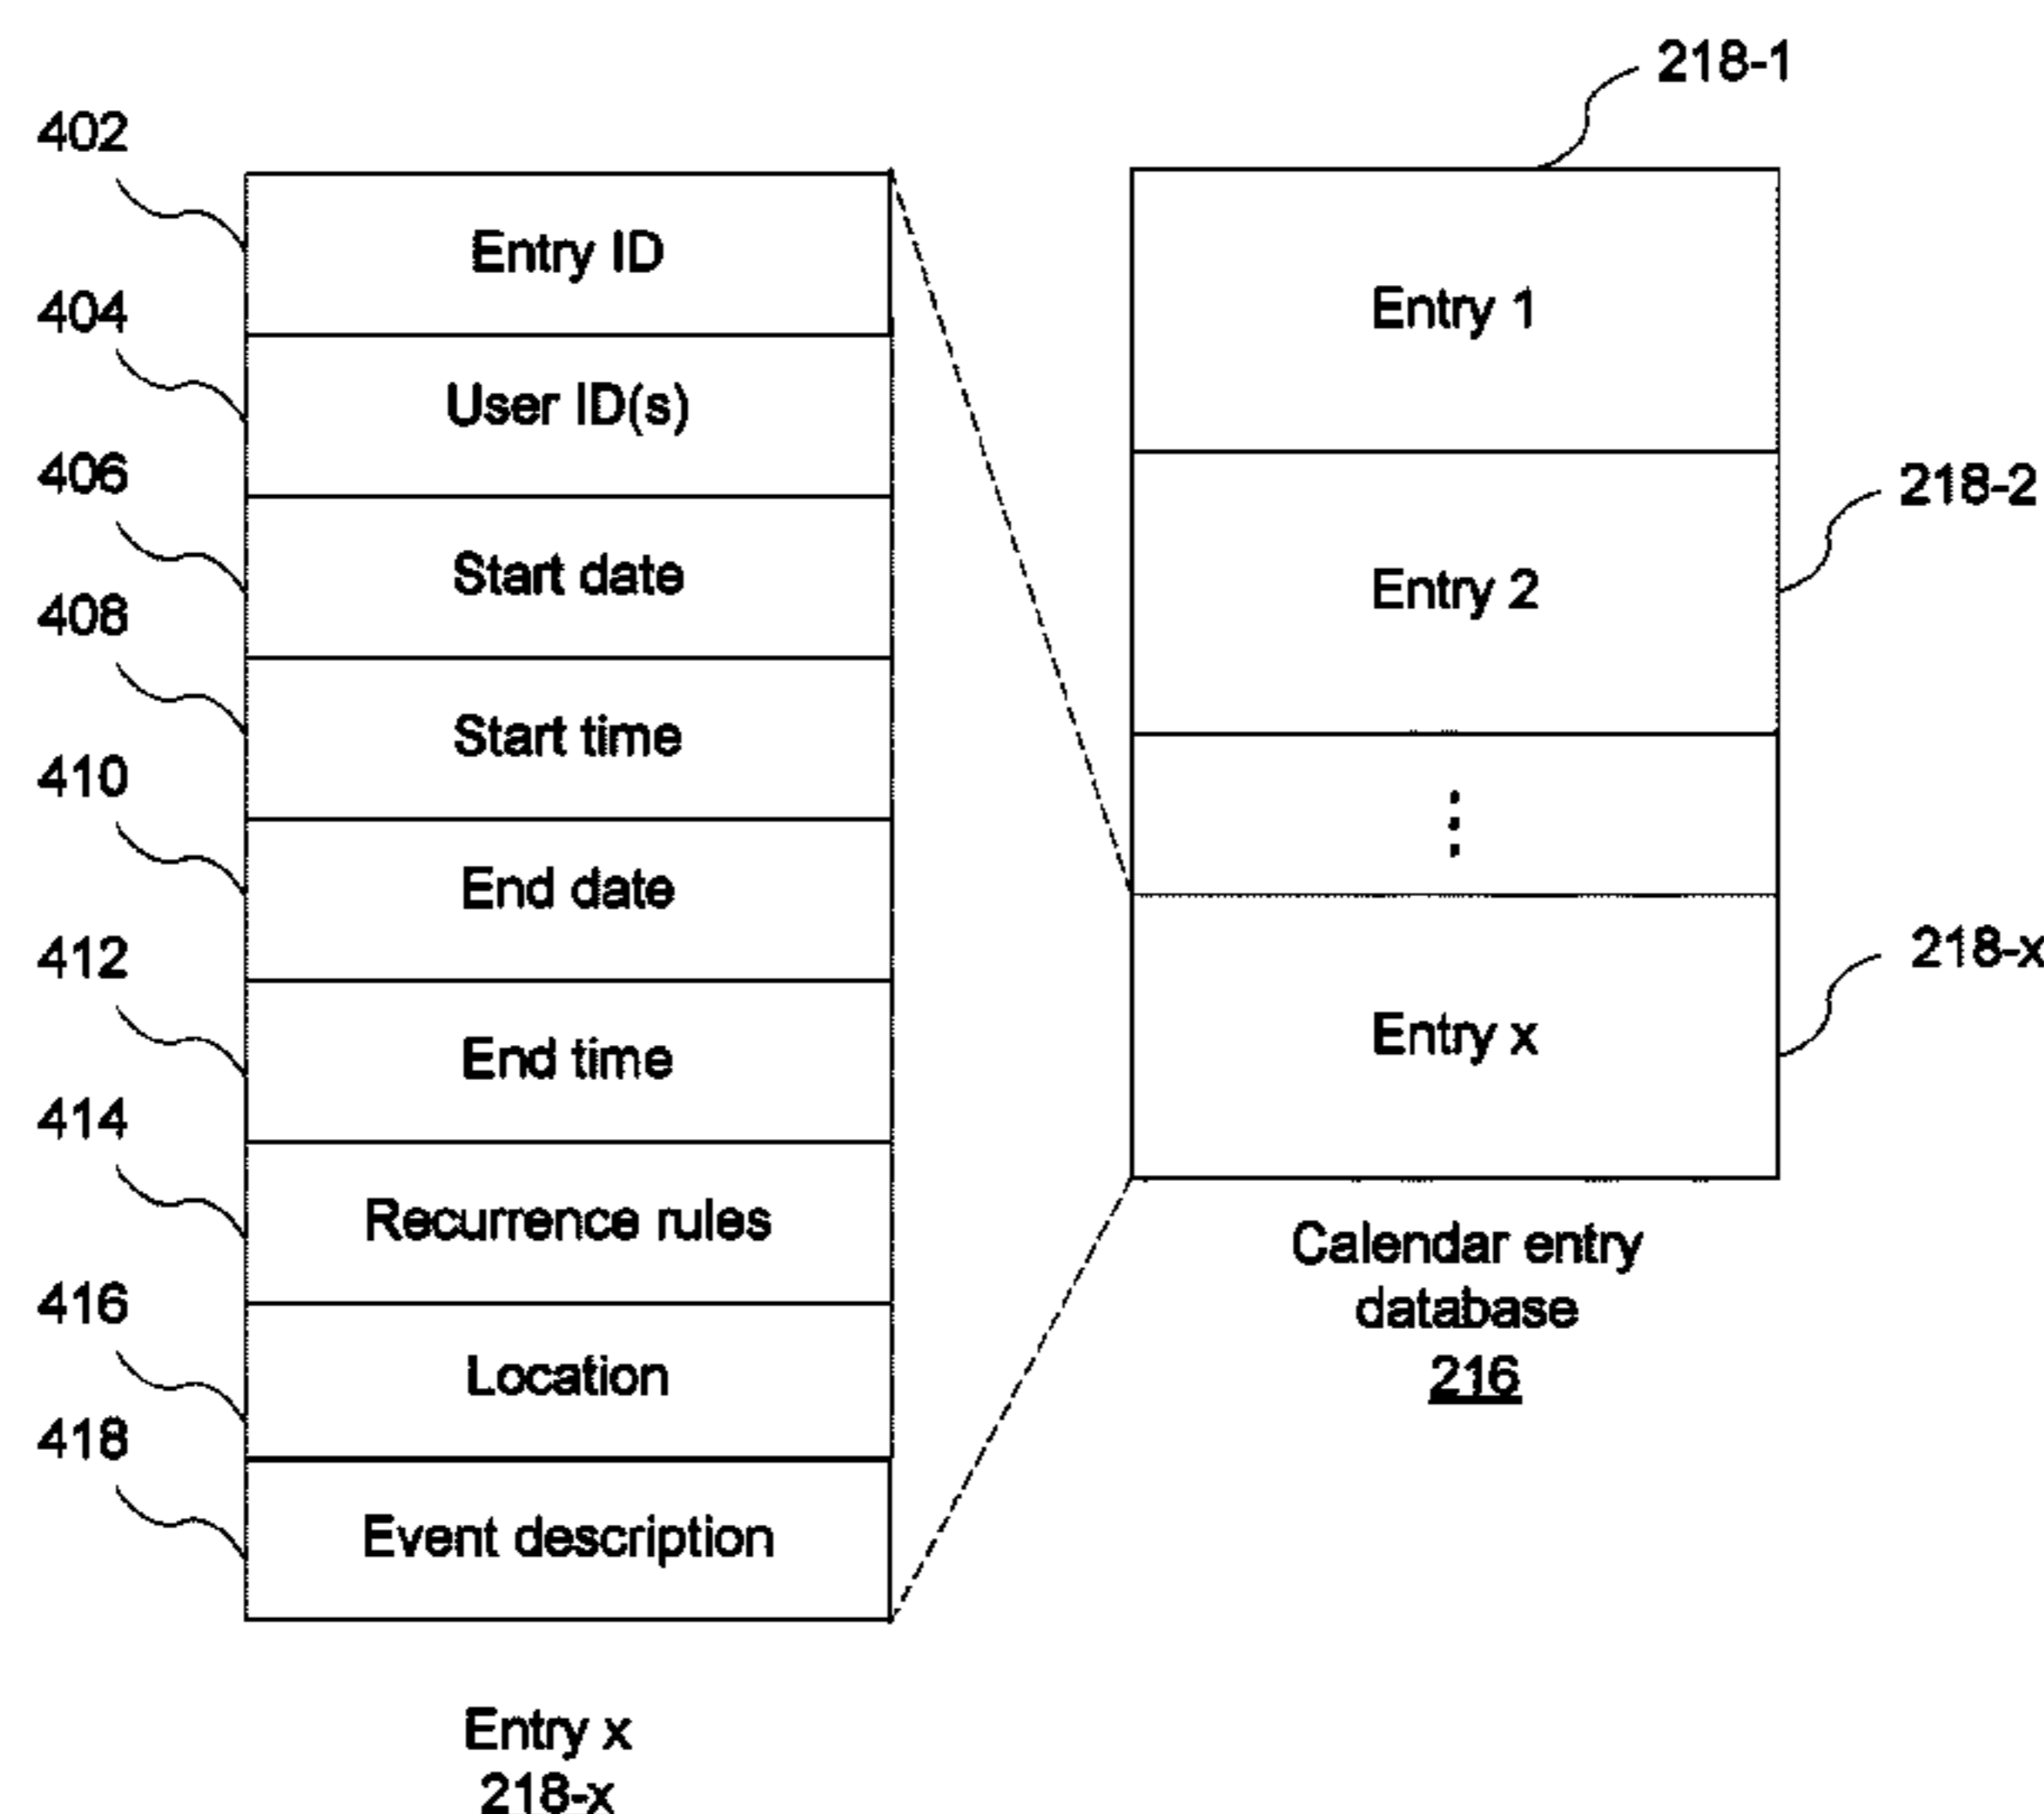 218-1
402
Entry ID
Entry 1
404
User ID(s)
406
218-2
Start date
Entry 2
408
Start time
410
End date
412
218-x
End time
Entry x
414
Recurrence rules
Calendar entry
database
216
416
Location
418
Event description
Entry x
218-x